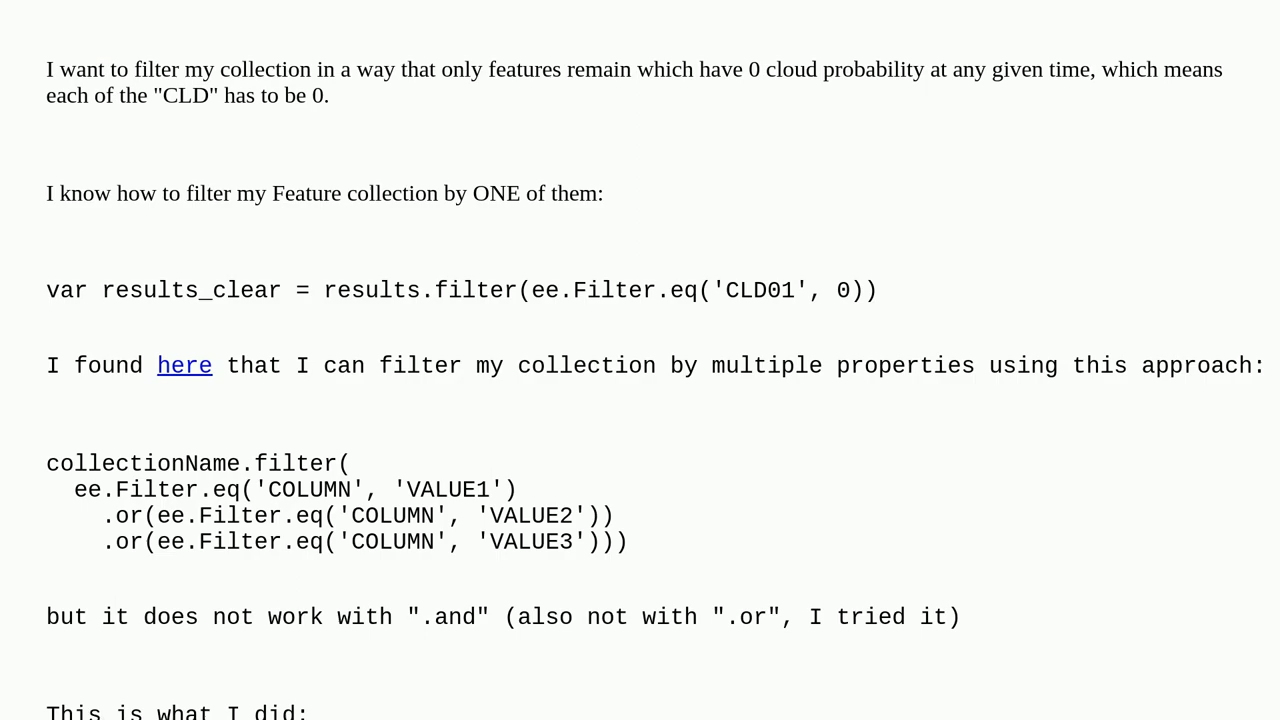 I want to filter my collection in a way that only features remain which have 0 cloud probability at any given time, which means
each of the "CLD" has to be 0.
I know how to filter my Feature collection by ONE of them:
var results_clear = results.filter(ee.Filter.eq('CLD01', 0))
I found here that I can filter my collection by multiple properties using this approach:
collectionName.filter(
  ee.Filter.eq('COLUMN', 'VALUE1')
    .or(ee.Filter.eq('COLUMN', 'VALUE2'))
    .or(ee.Filter.eq('COLUMN', 'VALUE3')))
but it does not work with ".and" (also not with ".or", I tried it)
This is what I did: